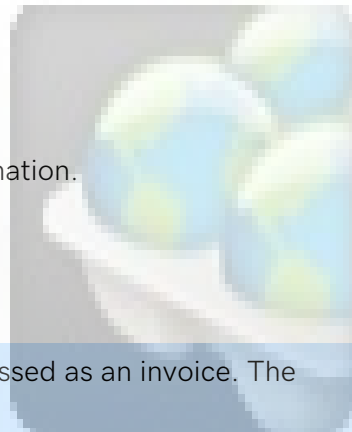 nation.
ssed as an invoice. The